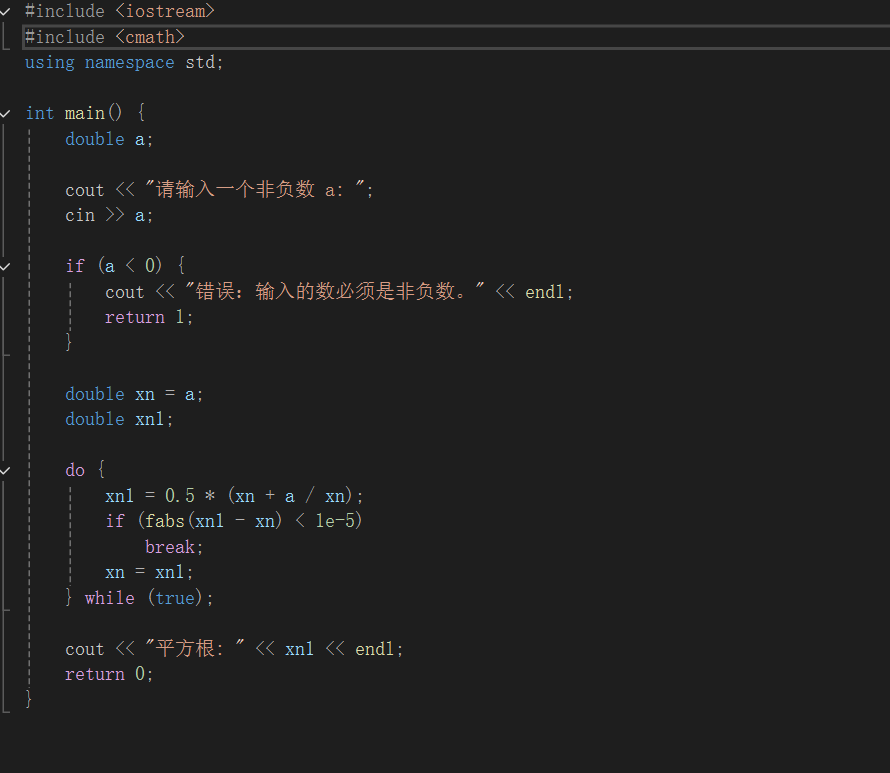 #include <iostream>
#include <cmath>
using namespace std;
int main() {
double a;
cout << "请输入一个非负数 a: ";
cin >> a;
if (a < 0) {
cout << "错误: 输入的数必须是非负数。" << endl;
return 1;
}
double xn = a;
double xn1;
do {
xn1 = 0.5 * (xn + a / xn);
if (fabs(xn1 - xn) < 1e-5)
break;
xn = xn1;
} while (true);
cout << "平方根: " << xn1 << endl;
return 0;
}